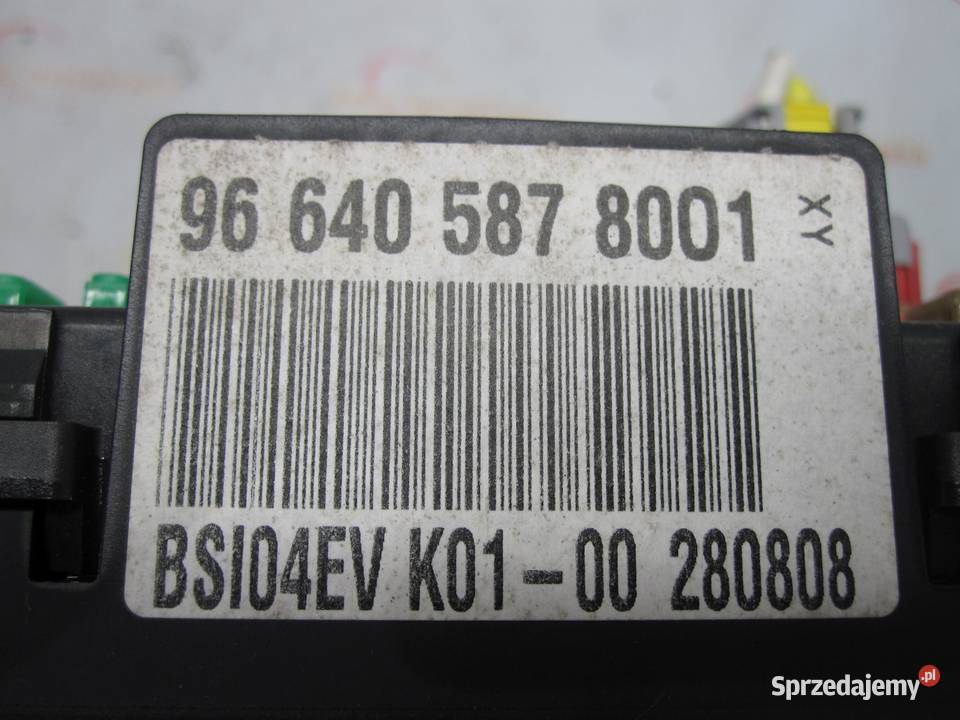 96 640 587 8001
XY
BSI04EV K01-00 280808
Sprzedajemy.pl